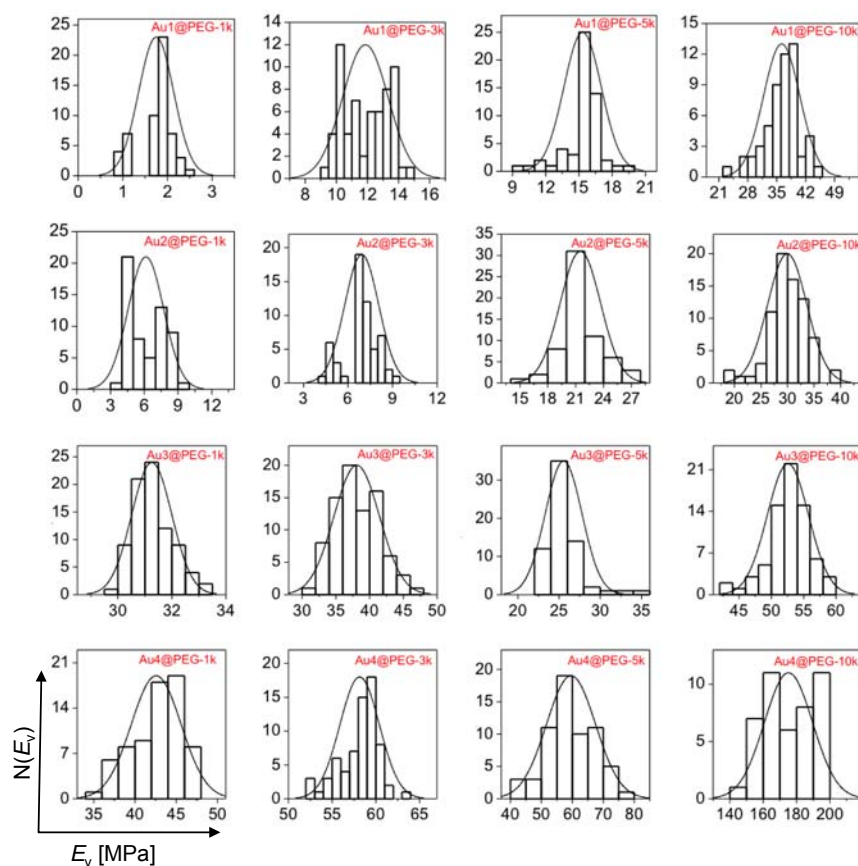 Au1@PEG-1k
25
20
15
10
5
0
0 1 2 3
Au1@PEG-3k
14
12
10
8
6
4
2
0
8 10 12 14 16
Au1@PEG-5k
30
25
20
15
10
5
0
9 12 15 18 21
Au1@PEG-10k
15
12
9
6
3
0
21 28 35 42 49
Au2@PEG-1k
25
20
15
10
5
0
0 3 6 9 12
Au2@PEG-3k
20
15
10
5
0
3 6 9 12
Au2@PEG-5k
35
30
25
20
15
10
5
0
15 18 21 24 27
Au2@PEG-10k
20
15
10
5
0
20 25 30 35 40
Au3@PEG-1k
25
20
15
10
5
0
30 32 34
Au3@PEG-3k
20
15
10
5
0
30 35 40 45 50
Au3@PEG-5k
30
20
10
0
20 25 30 35
Au3@PEG-10k
21
14
7
0
45 50 55 60
Au4@PEG-1k
21
14
7
0
35 40 45 50
Au4@PEG-3k
20
15
10
5
0
50 55 60 65
Au4@PEG-5k
20
15
10
5
0
40 50 60 70 80
Au4@PEG-10k
10
5
0
140 160 180 200
N(Ev)
Ev [MPa]